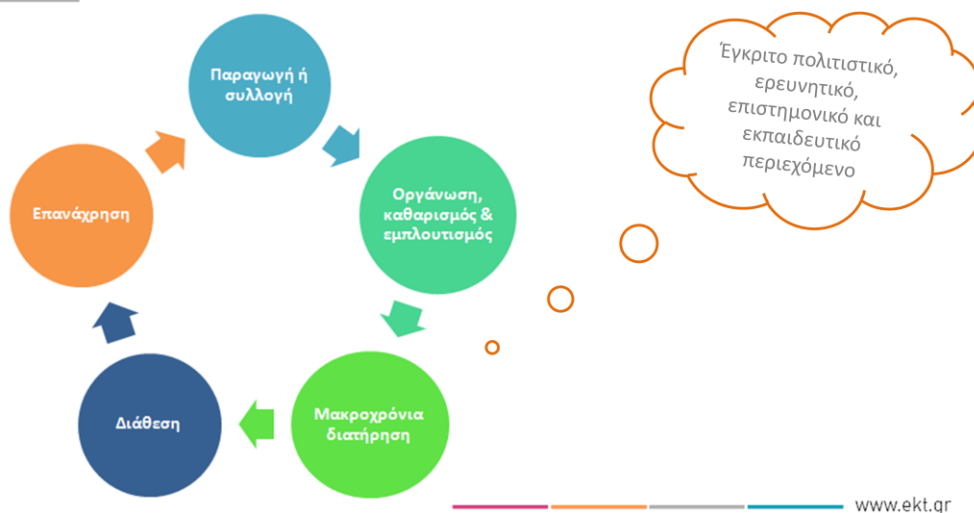 Παραγωγή ή
συλλογή
Οργάνωση,
καθαρισμός &
εμπλουτισμός
Μακροχρόνια
διατήρηση
Διάθεση
Επανάχρηση
Έγκριτο πολιτιστικό,
ερευνητικό,
επιστημονικό και
εκπαιδευτικό
περιεχόμενο
www.ekt.gr